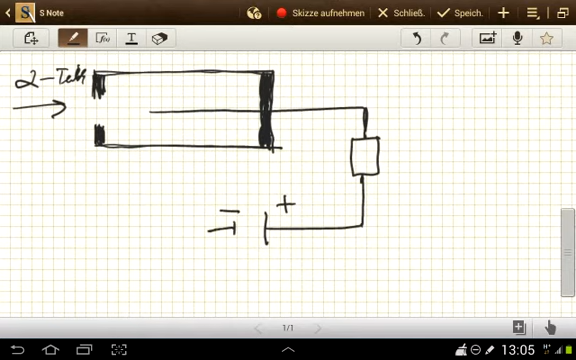 S Note
Skizze aufnehmen
Schließ.
Speich.
f(x)
T
α-Teilch
+
−
1/1
13:05